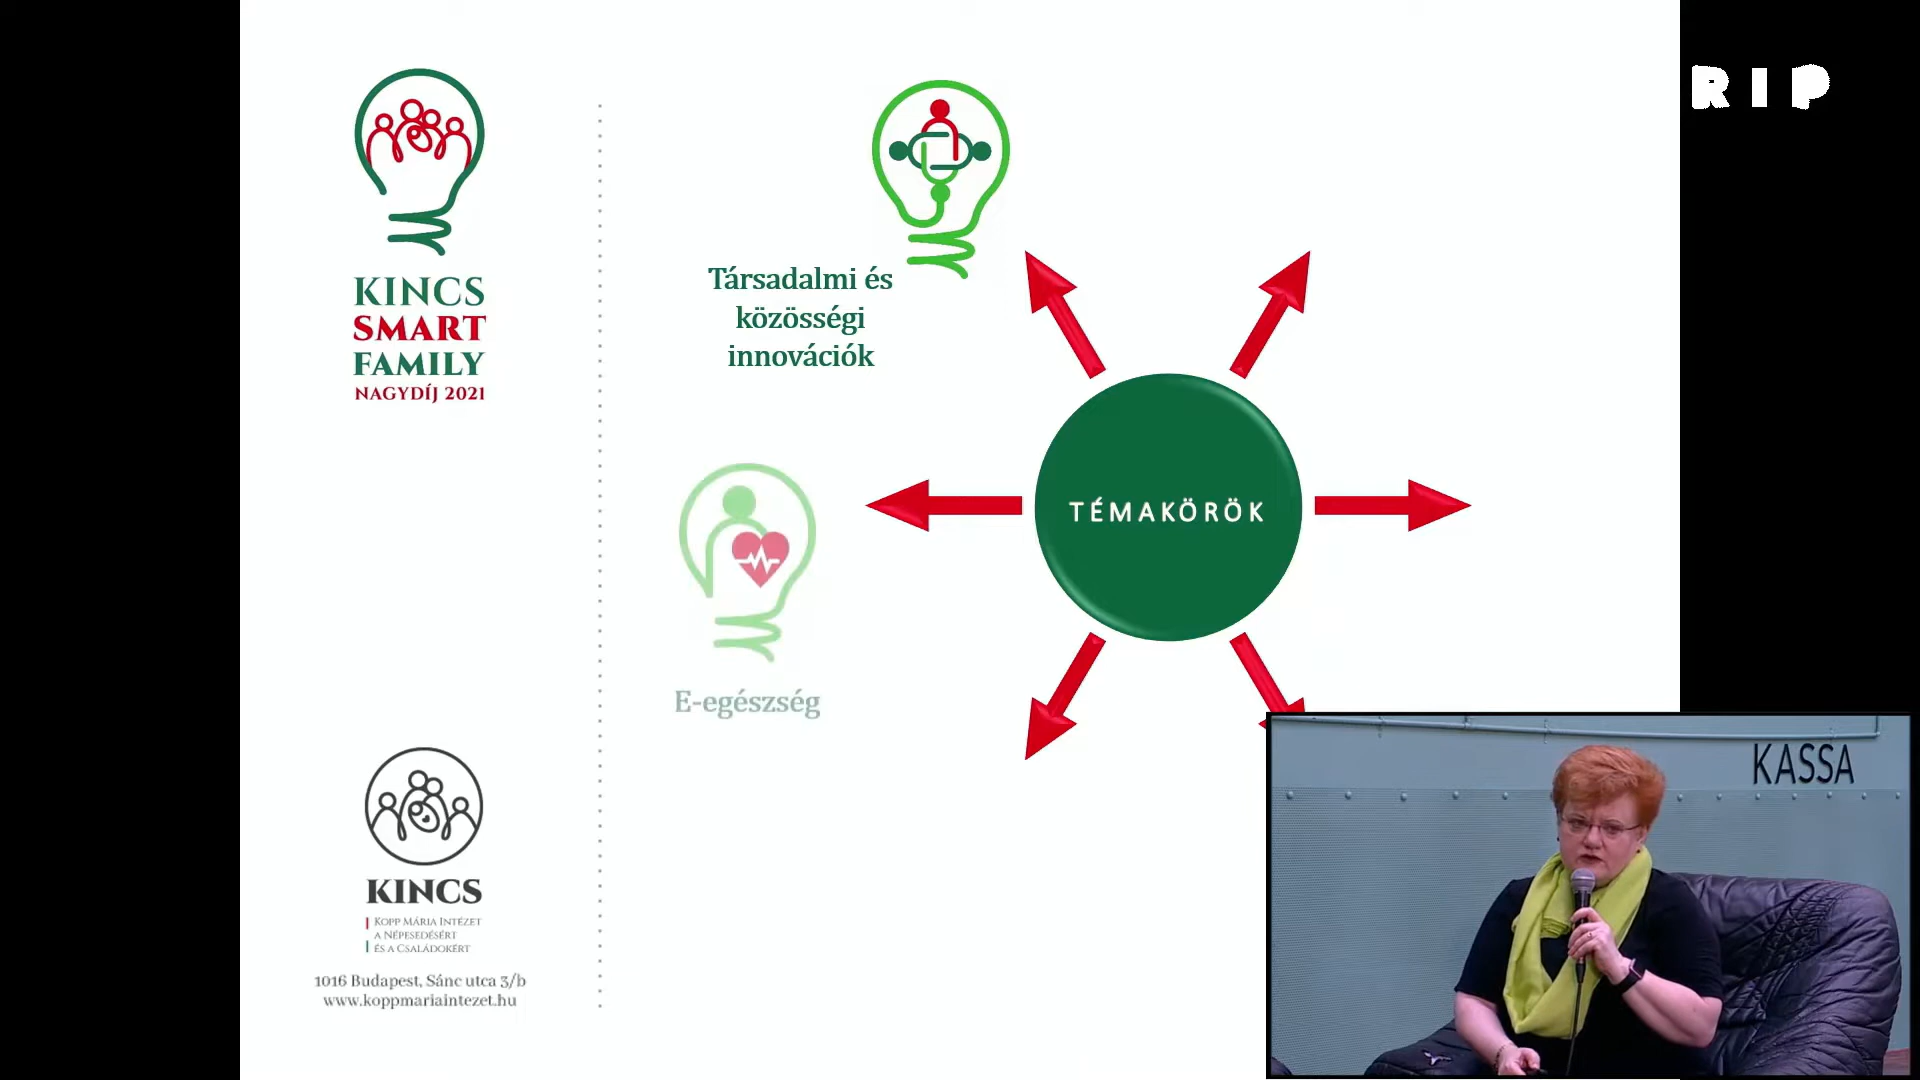 RIP
KINCS
SMART
FAMILY
NAGYDÍJ 2021
Társadalmi és
közösségi
innovációk
TÉMAKÖRÖK
E-egészség
KINCS
KOPP MÁRIA INTÉZET
A NÉPESEDÉSÉRT
ÉS A CSALÁDOKÉRT
1016 Budapest, Sánc utca 3/b
www.koppmariaintezet.hu
KASSA